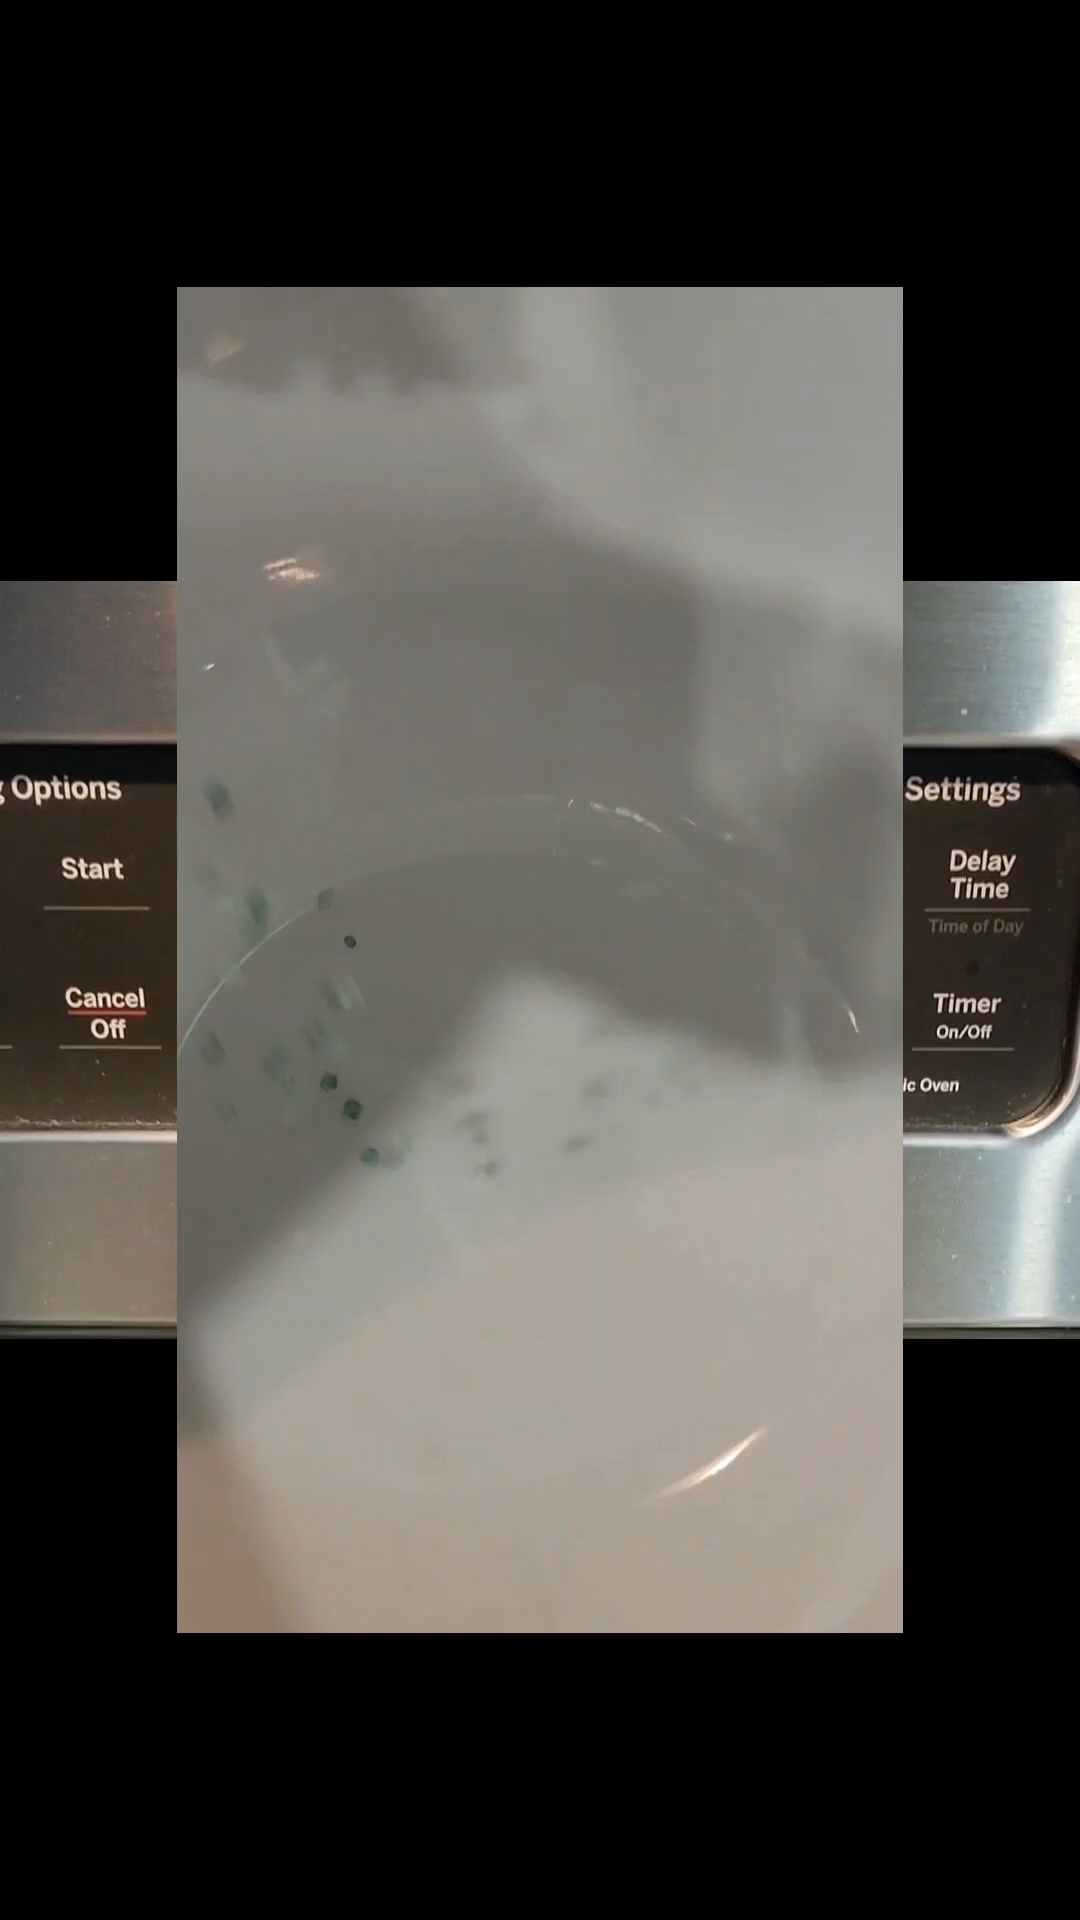 Options
Start
Cancel
Off
Settings
Delay
Time
Time of Day
Timer
On/Off
Oven